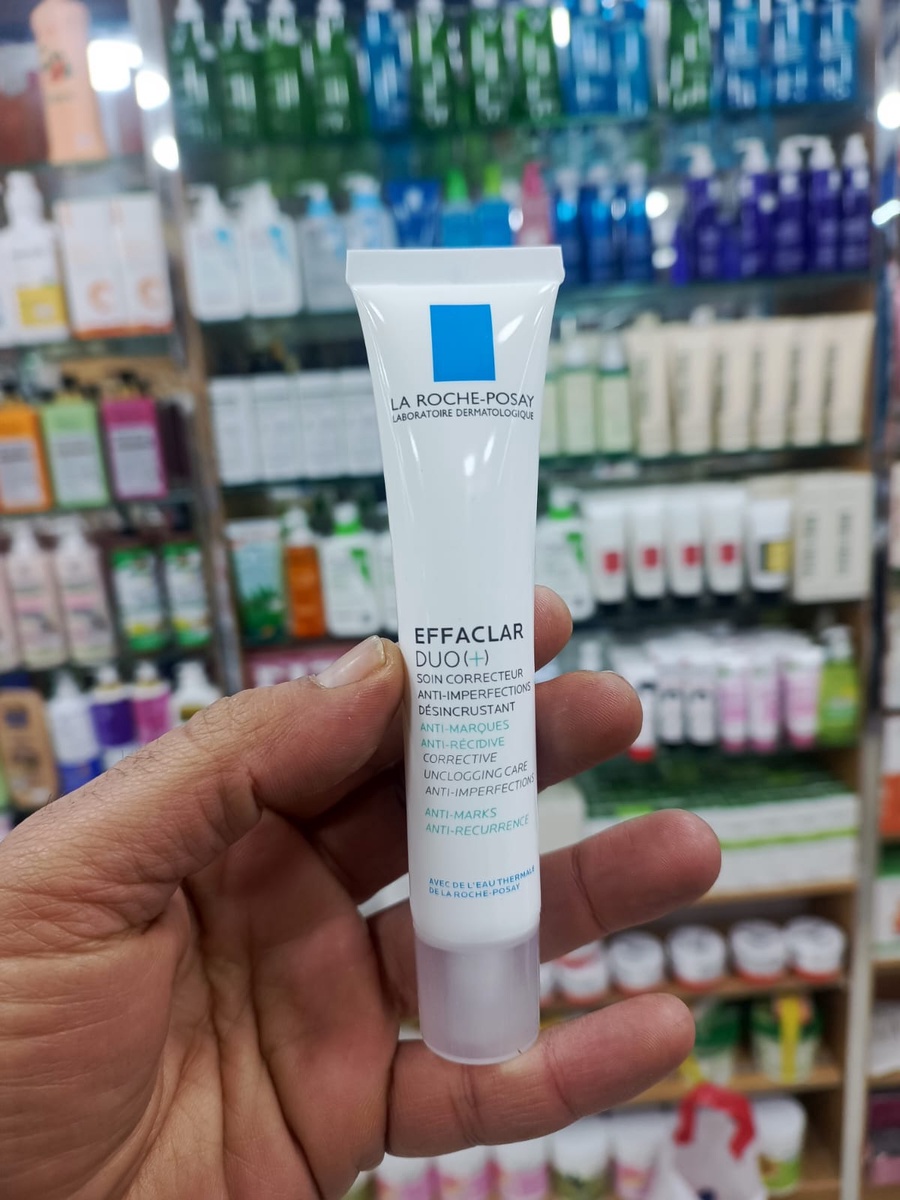 LA ROCHE-POSAY
LABORATOIRE DERMATOLOGIQUE
EFFACLAR
DUO(+)
SOIN CORRECTEUR
ANTI-IMPERFECTIONS
DÉSINCRUSTANT
ANTI-MARQUES
ANTI-RÉCIDIVE
CORRECTIVE
UNCLOGGING CARE
ANTI-IMPERFECTIONS
ANTI-MARKS
ANTI-RECURRENCE
AVEC DE L'EAU THERMALE
DE LA ROCHE-POSAY